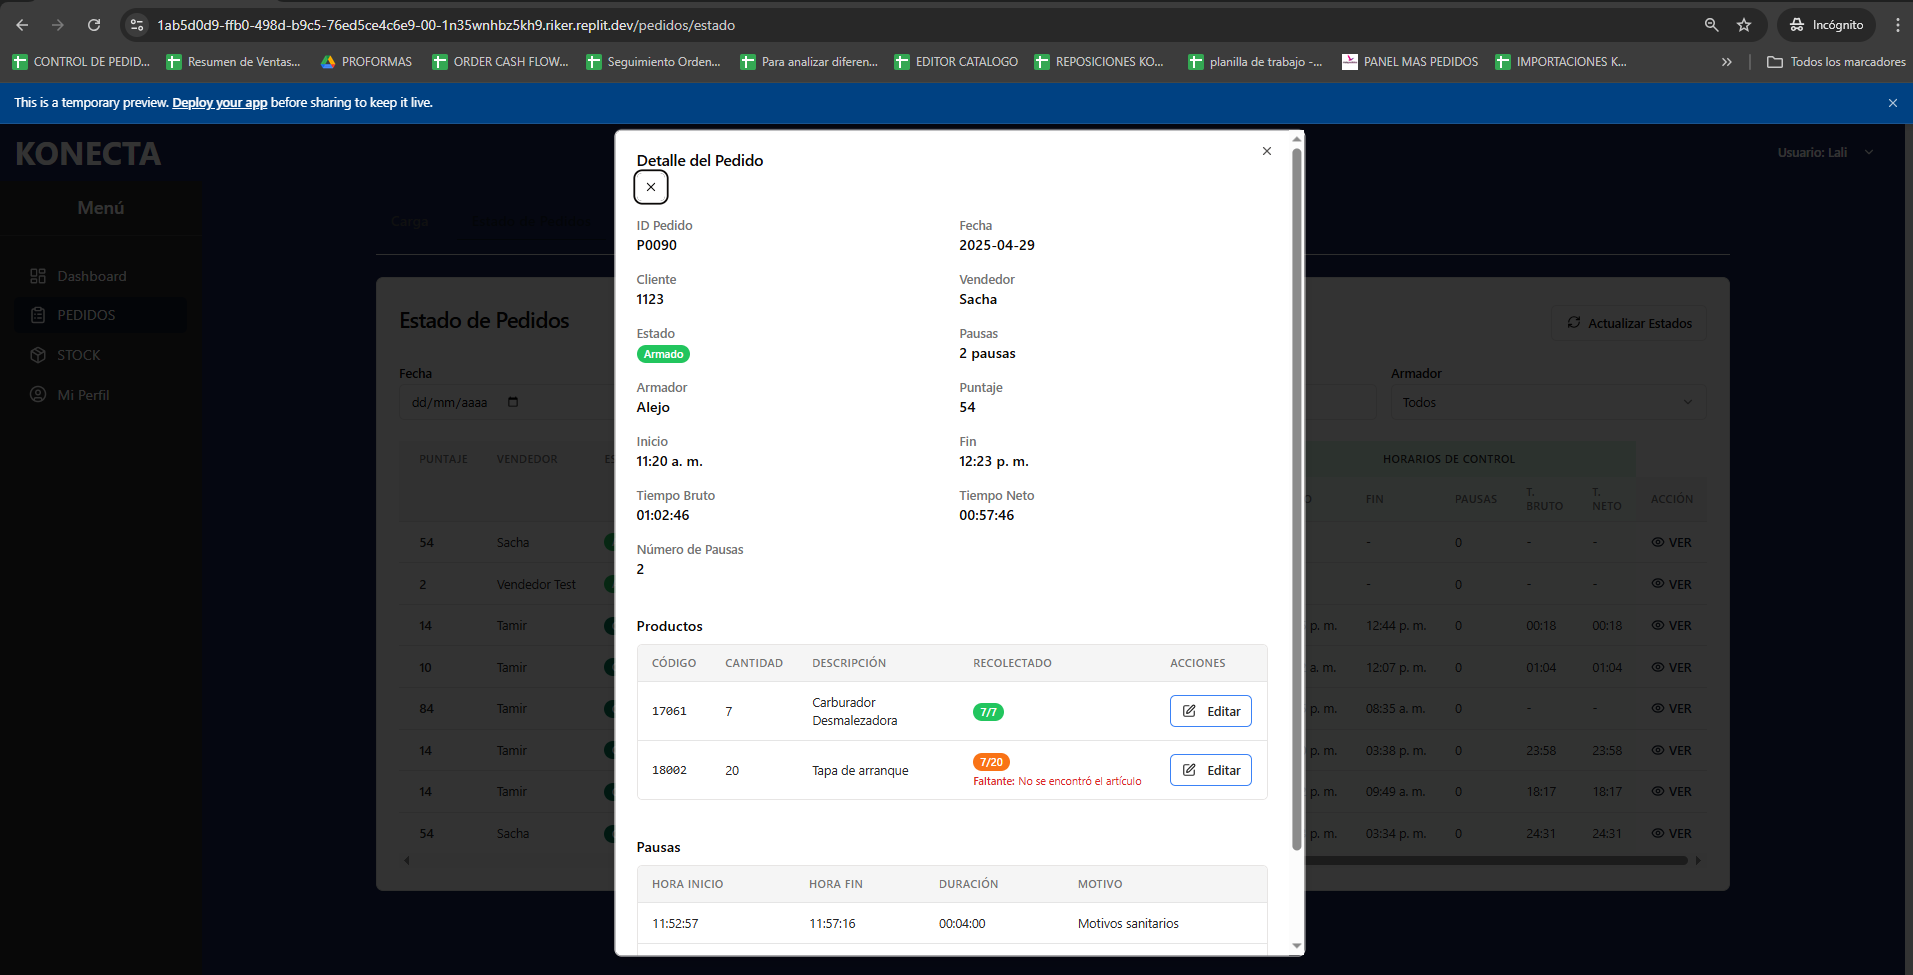 1ab5d0d9-ffb0-498d-b9c5-76ed5ce4c6e9-00-1n35wnhbz5kh9.riker.replit.dev/pedidos/estado
Incógnito
CONTROL DE PEDID...
Resumen de Ventas...
PROFORMAS
ORDER CASH FLOW...
Seguimiento Orden...
Para analizar diferen...
EDITOR CATALOGO
REPOSICIONES KO...
planilla de trabajo -...
PANEL MAS PEDIDOS
IMPORTACIONES K...
Todos los marcadores
This is a temporary preview. Deploy your app before sharing to keep it live.
KONECTA
Usuario: Lali
Menú
Dashboard
PEDIDOS
STOCK
Mi Perfil
Carga
Estado de Pedidos
Actualizar Estados
Fecha
dd/mm/aaaa
Armador
Todos
PUNTAJE VENDEDOR ES
HORARIOS DE CONTROL
O FIN PAUSAS T. BRUTO T. NETO ACCIÓN
54 Sacha - 0 - - VER
2 Vendedor Test - 0 - - VER
14 Tamir p. m. 12:44 p. m. 0 00:18 00:18 VER
10 Tamir a. m. 12:07 p. m. 0 01:04 01:04 VER
84 Tamir p. m. 08:35 a. m. 0 - - VER
14 Tamir p. m. 03:38 p. m. 0 23:58 23:58 VER
14 Tamir p. m. 09:49 a. m. 0 18:17 18:17 VER
54 Sacha p. m. 03:34 p. m. 0 24:31 24:31 VER
Detalle del Pedido
ID Pedido
P0090
Fecha
2025-04-29
Cliente
1123
Vendedor
Sacha
Estado
Armado
Pausas
2 pausas
Armador
Alejo
Puntaje
54
Inicio
11:20 a. m.
Fin
12:23 p. m.
Tiempo Bruto
01:02:46
Tiempo Neto
00:57:46
Número de Pausas
2
Productos
CÓDIGO CANTIDAD DESCRIPCIÓN RECOLECTADO ACCIONES
17061 7 Carburador Desmalezadora 7/7 Editar
18002 20 Tapa de arranque 7/20 Editar
Faltante: No se encontró el artículo
Pausas
HORA INICIO HORA FIN DURACIÓN MOTIVO
11:52:57 11:57:16 00:04:00 Motivos sanitarios